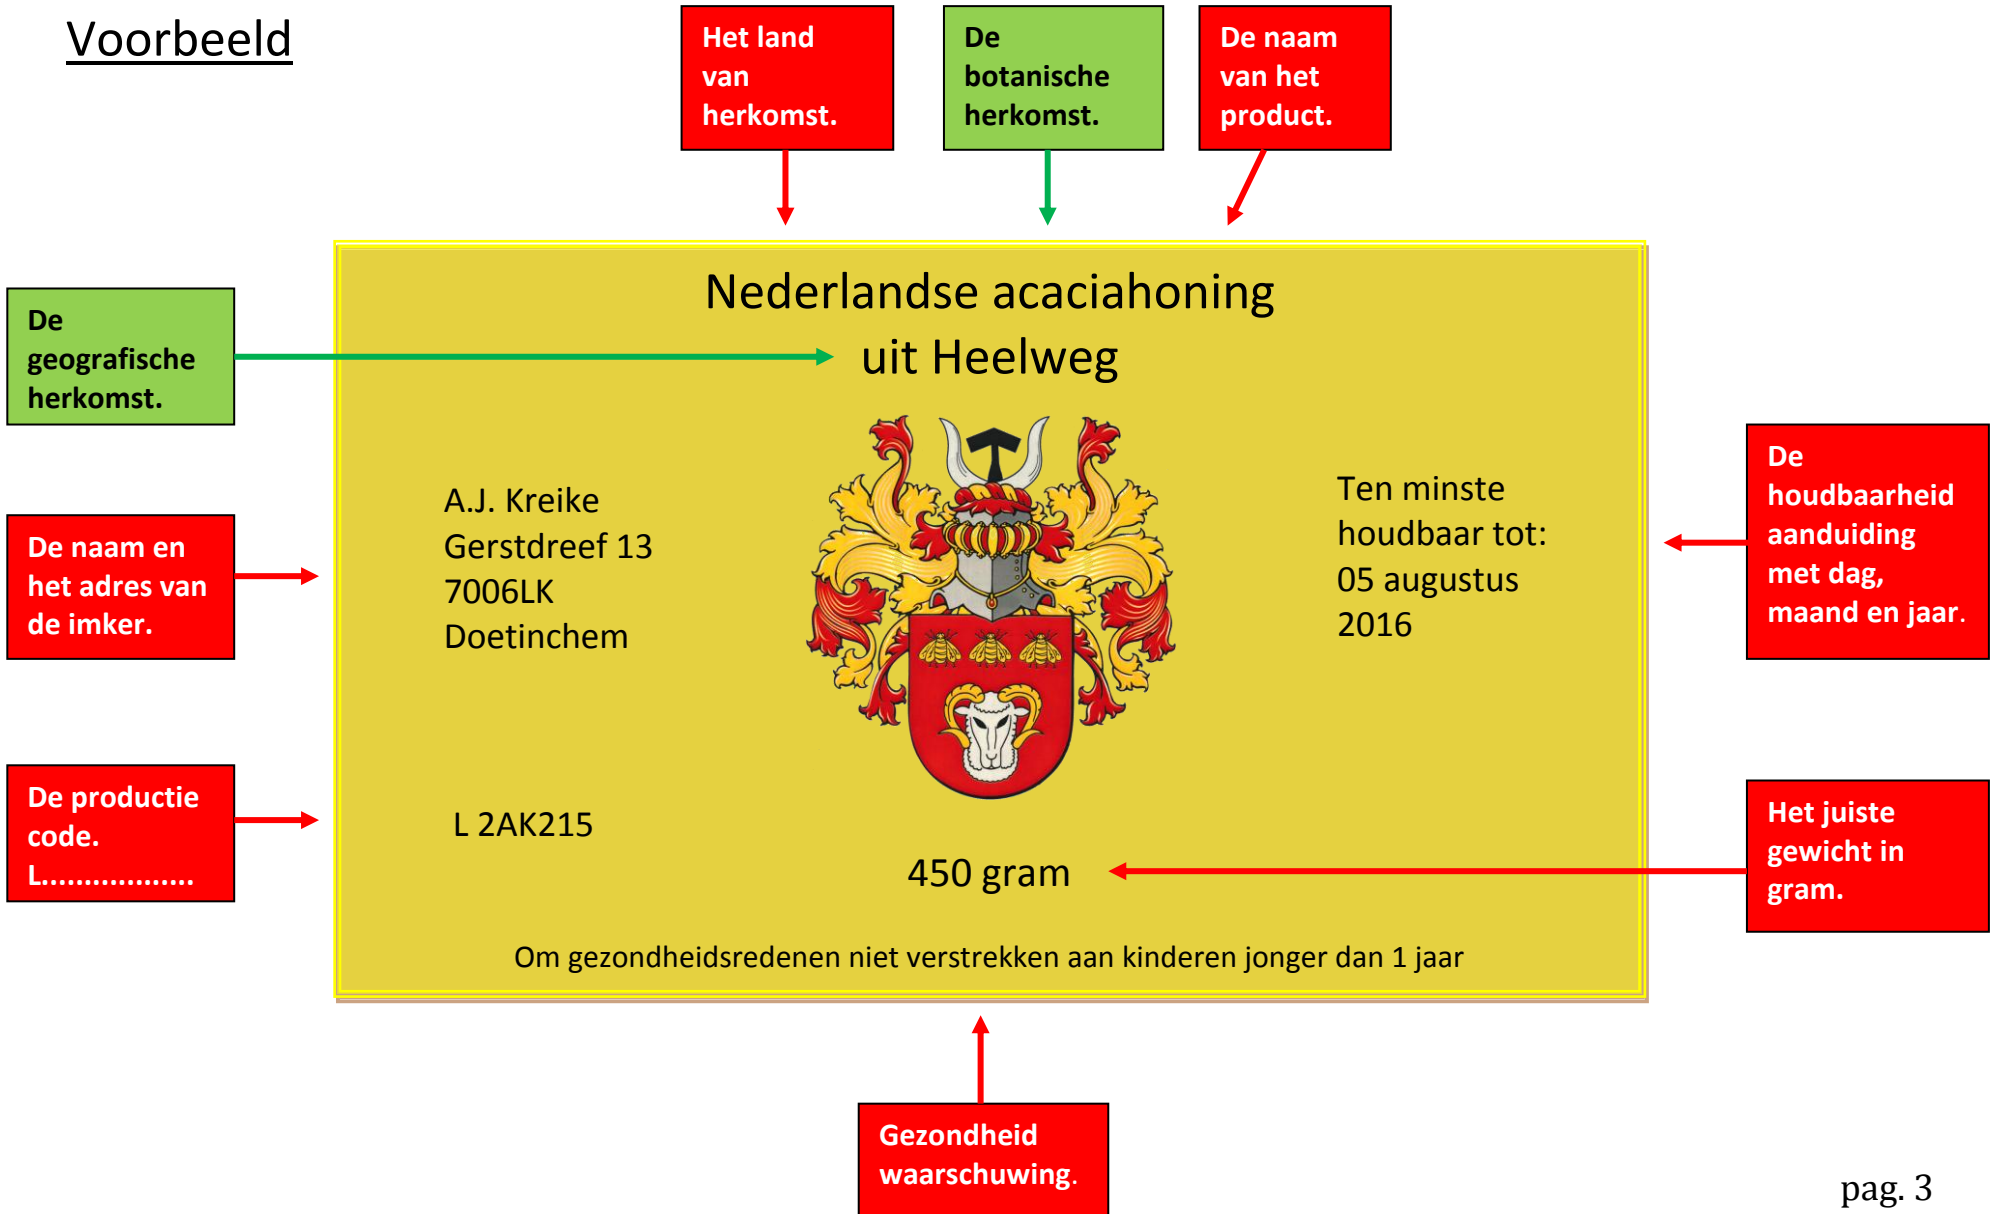 Voorbeeld
Het land
van
herkomst.
De
botanische
herkomst.
De naam
van het
product.
De
geografische
herkomst.
De naam en
het adres van
de imker.
De productie
code.
L..................
Nederlandse acaciahoning
uit Heelweg
A.J. Kreike
Gerstdreef 13
7006LK
Doetinchem
Ten minste
houdbaar tot:
05 augustus
2016
L 2AK215
450 gram
Om gezondheidsredenen niet verstrekken aan kinderen jonger dan 1 jaar
De
houdbaarheid
aanduiding
met dag,
maand en jaar.
Het juiste
gewicht in
gram.
Gezondheid
waarschuwing.
pag. 3